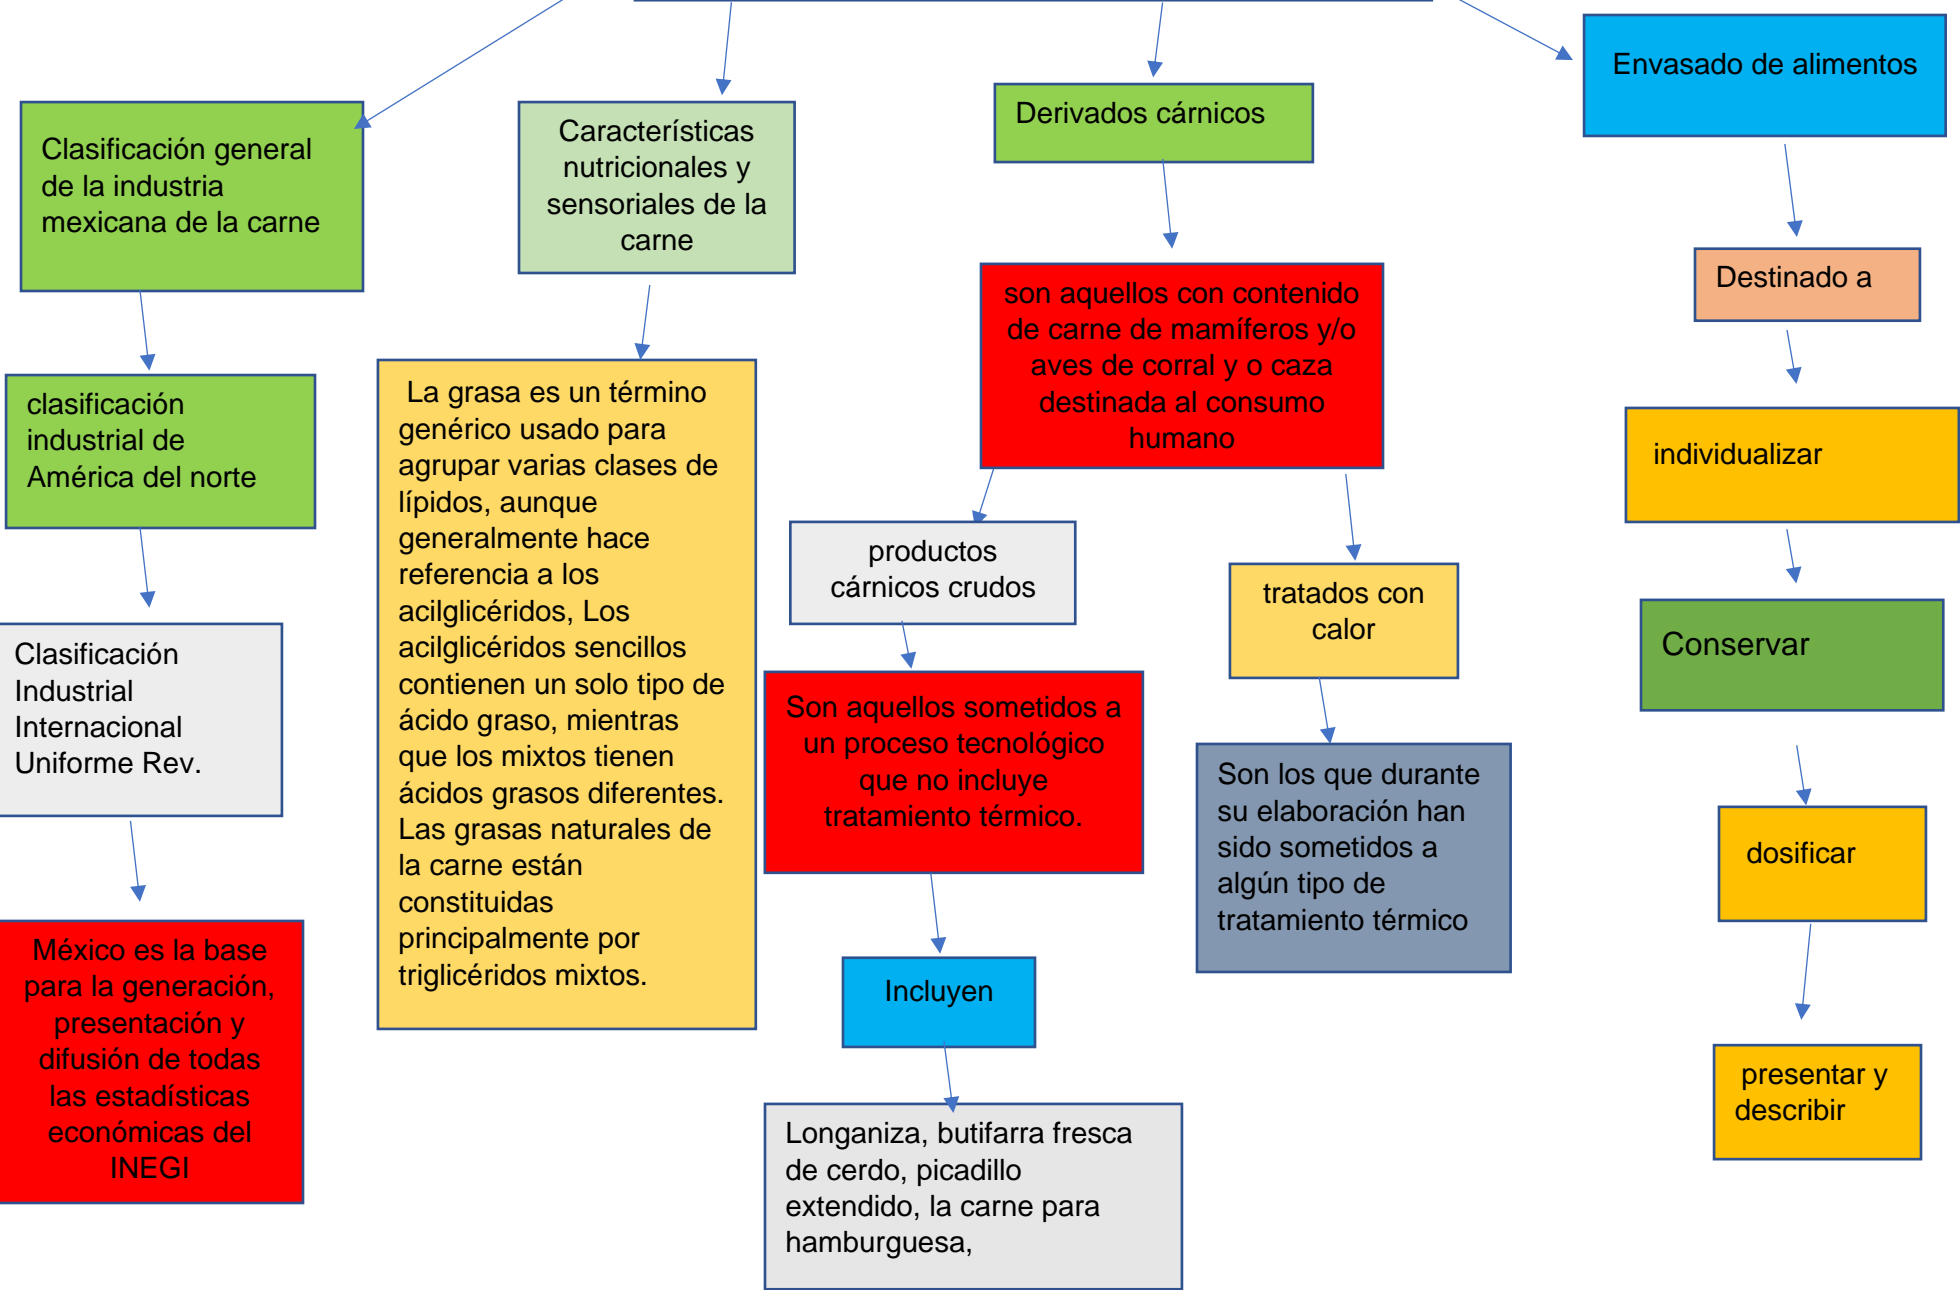 Envasado de alimentos
Clasificación general
de la industria
mexicana de la carne
Características
nutricionales y
sensoriales de la
carne
Derivados cárnicos
Destinado a
son aquellos con contenido
de carne de mamíferos y/o
aves de corral y o caza
destinada al consumo
humano
clasificación
industrial de
América del norte
La grasa es un término
genérico usado para
agrupar varias clases de
lípidos, aunque
generalmente hace
referencia a los
acilglicéridos, Los
acilglicéridos sencillos
contienen un solo tipo de
ácido graso, mientras
que los mixtos tienen
ácidos grasos diferentes.
Las grasas naturales de
la carne están
constituidas
principalmente por
triglicéridos mixtos.
individualizar
productos
cárnicos crudos
tratados con
calor
Conservar
Clasificación
Industrial
Internacional
Uniforme Rev.
Son aquellos sometidos a
un proceso tecnológico
que no incluye
tratamiento térmico.
Son los que durante
su elaboración han
sido sometidos a
algún tipo de
tratamiento térmico
dosificar
México es la base
para la generación,
presentación y
difusión de todas
las estadísticas
económicas del
INEGI
Incluyen
presentar y
describir
Longaniza, butifarra fresca
de cerdo, picadillo
extendido, la carne para
hamburguesa,